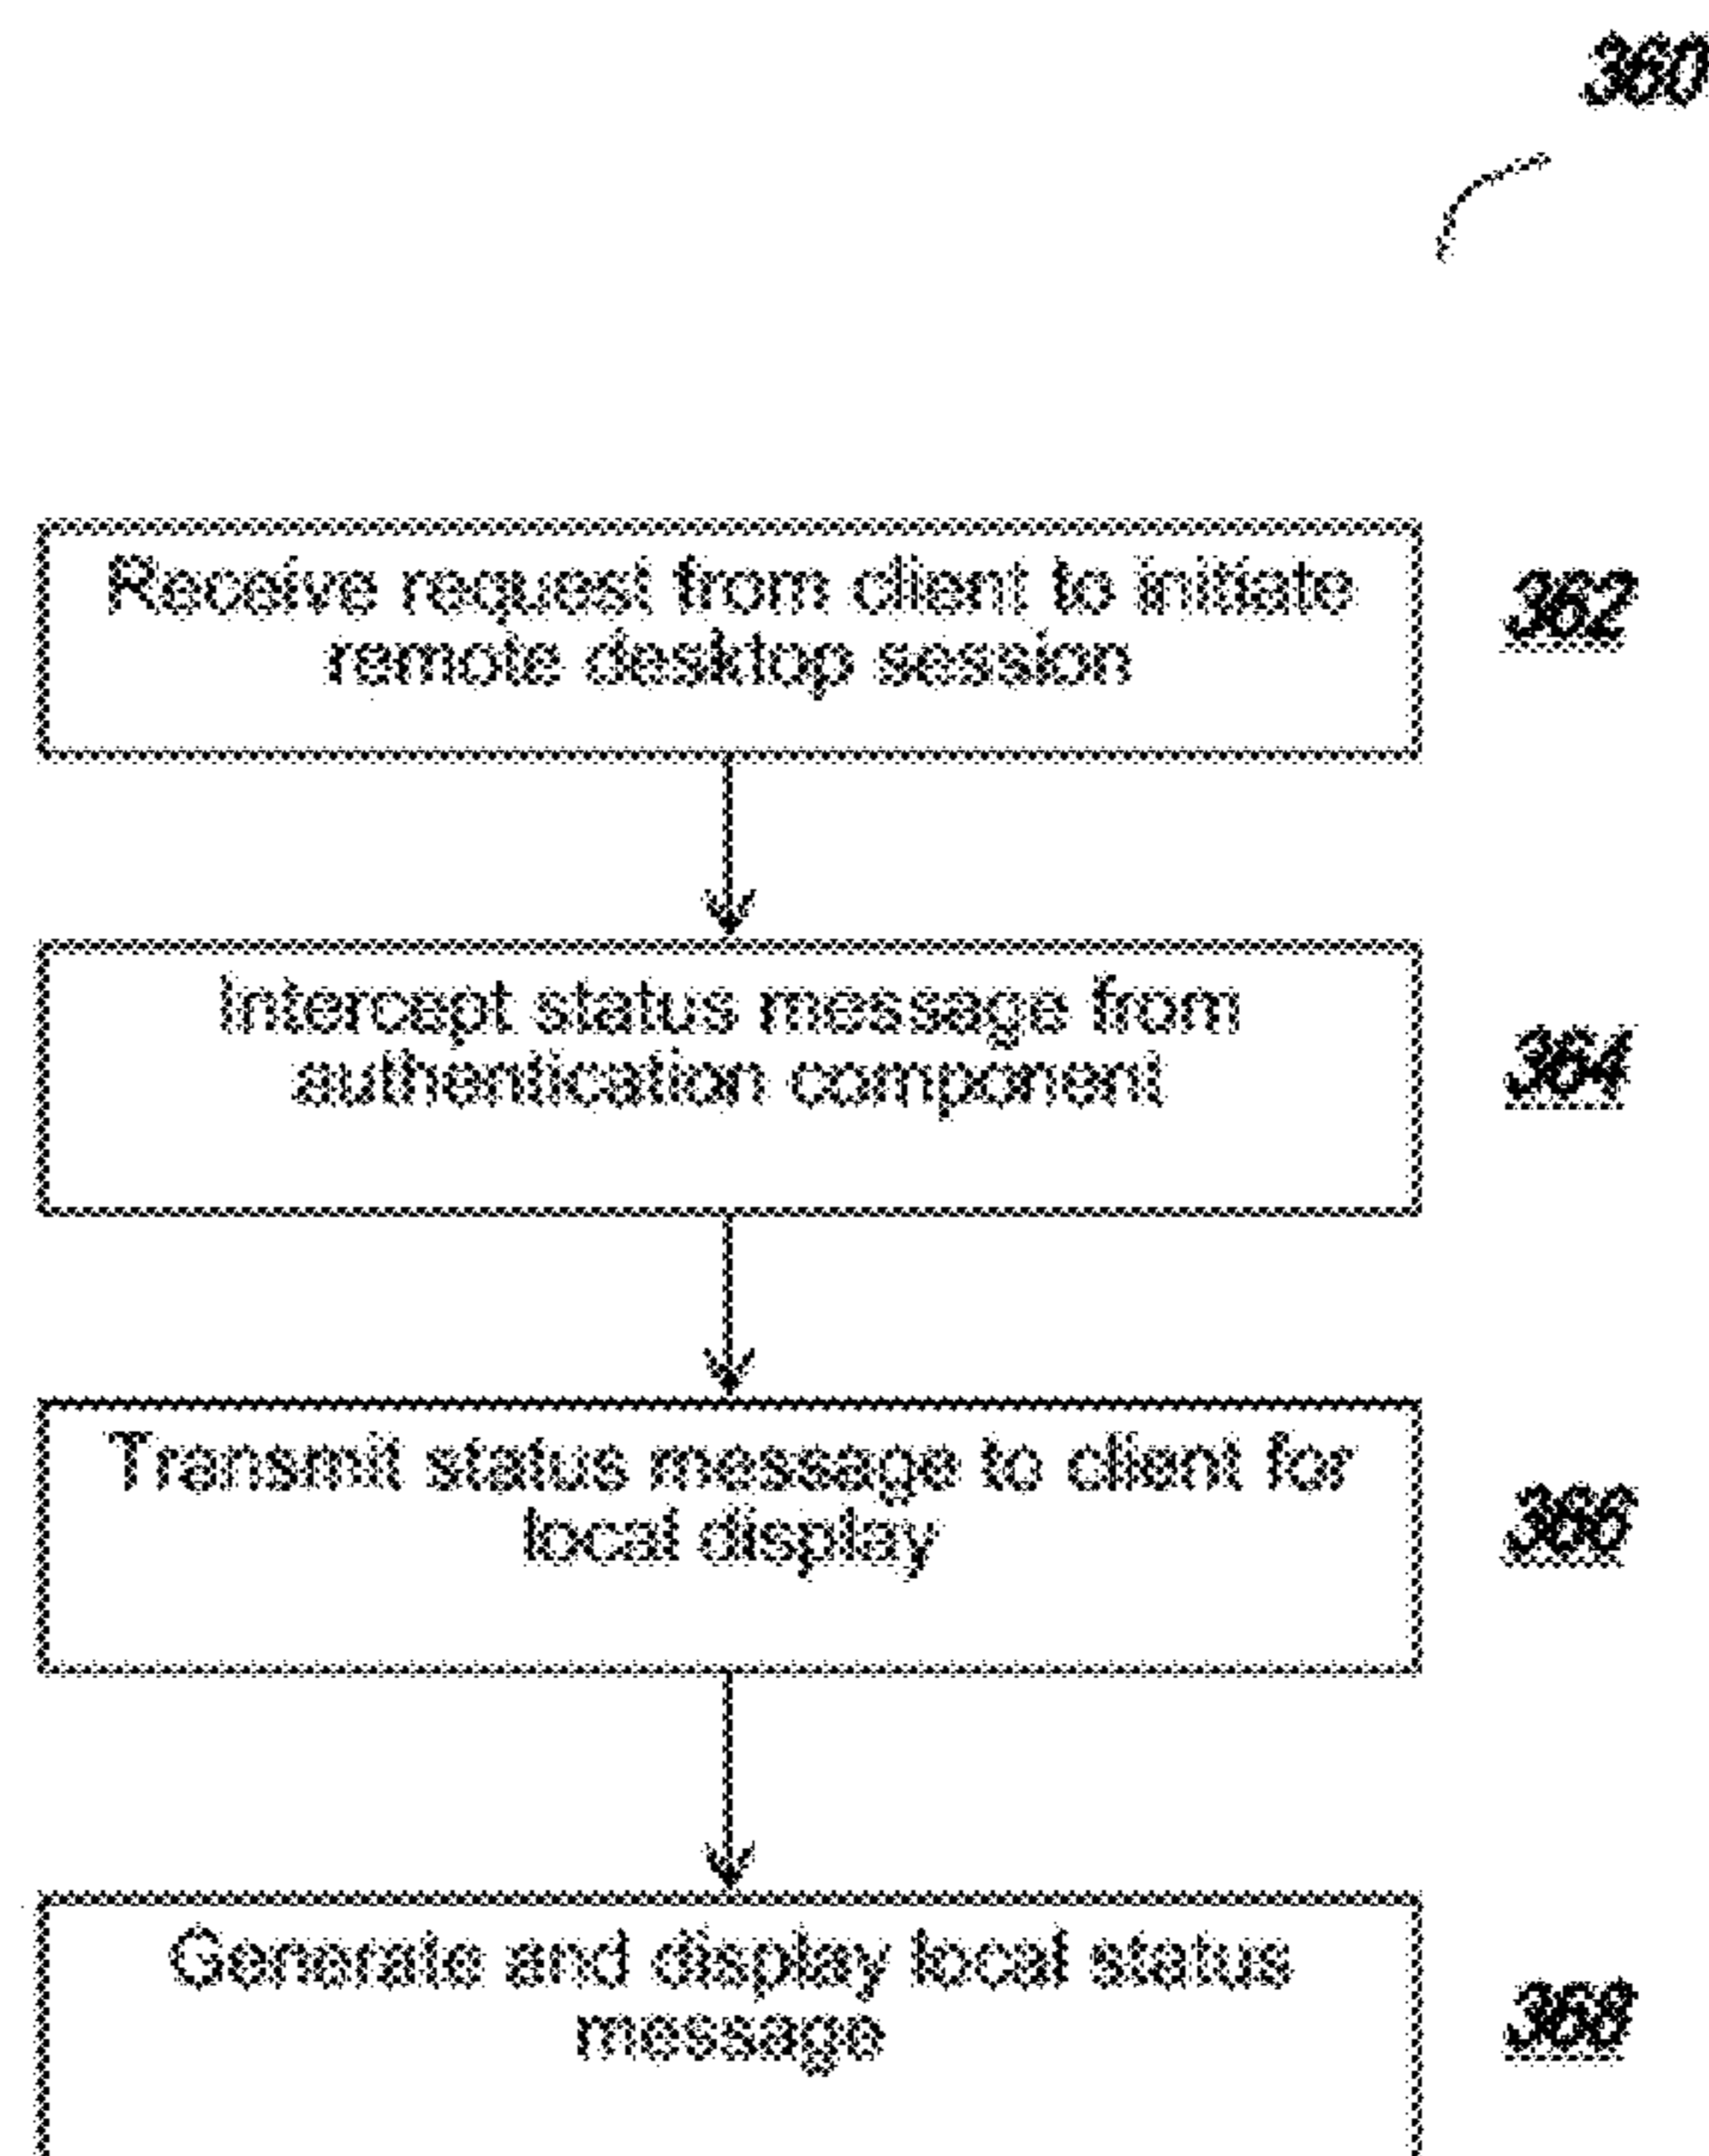 360
Receive request from client to initiate
remote desktop session
362
Intercept status message from
authentication component
364
Transmit status message to client for
local display
366
Generate and display local status
message
368